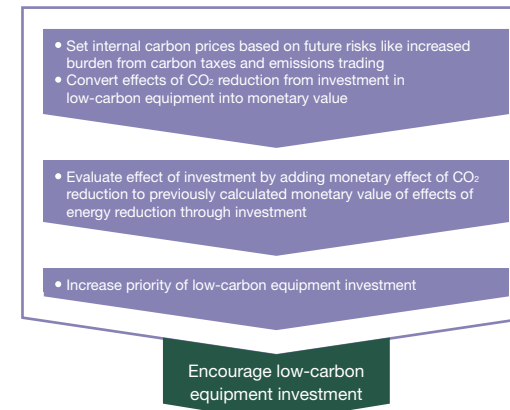 • Set internal carbon prices based on future risks like increased
burden from carbon taxes and emissions trading
• Convert effects of CO₂ reduction from investment in
low-carbon equipment into monetary value
• Evaluate effect of investment by adding monetary effect of CO₂
reduction to previously calculated monetary value of effects of
energy reduction through investment
• Increase priority of low-carbon equipment investment
Encourage low-carbon
equipment investment